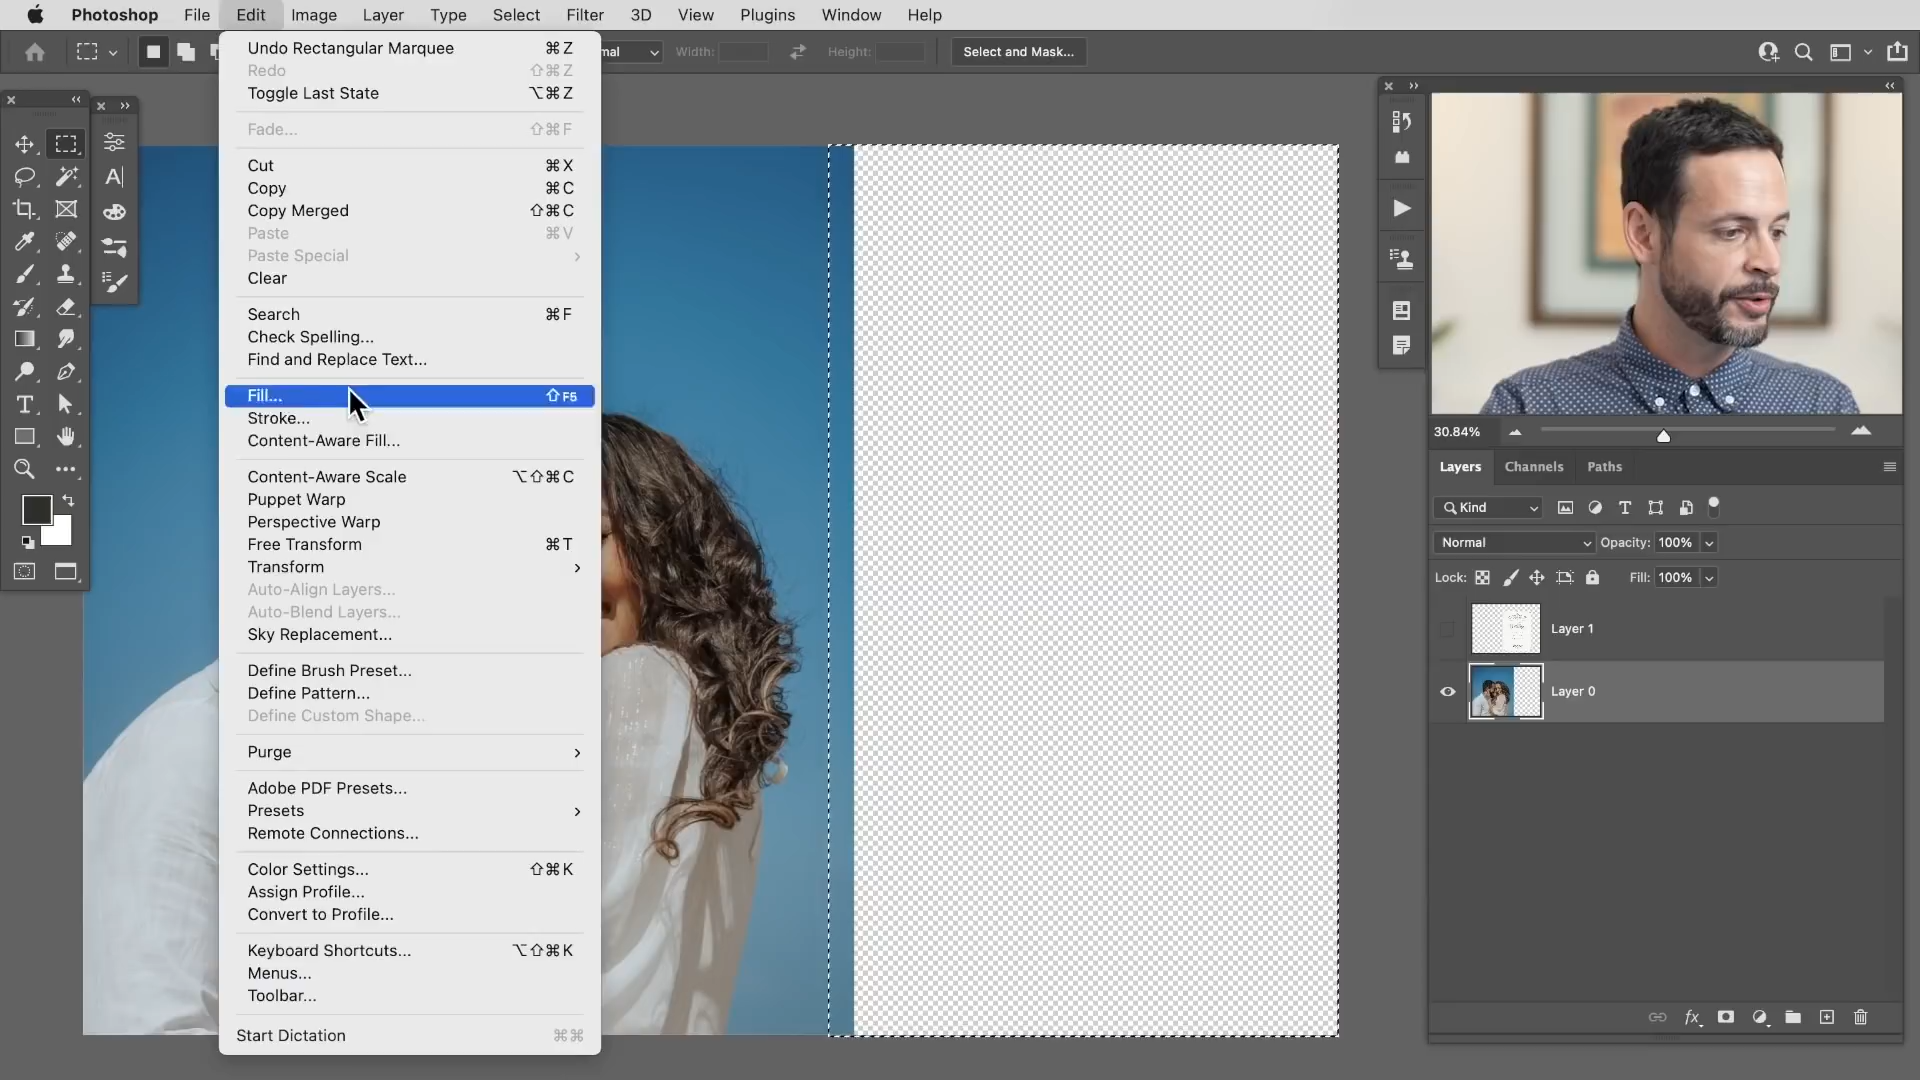 Photoshop File Edit Image Layer Type Select Filter 3D View Plugins Window Help
mal Width: Height: Select and Mask...
Undo Rectangular Marquee ⌘Z
Redo ⇧⌘Z
Toggle Last State ⌥⌘Z
Fade... ⇧⌘F
Cut ⌘X
Copy ⌘C
Copy Merged ⇧⌘C
Paste ⌘V
Paste Special
Clear
Search ⌘F
Check Spelling...
Find and Replace Text...
Fill... ⇧F5
Stroke...
Content-Aware Fill...
Content-Aware Scale ⌥⇧⌘C
Puppet Warp
Perspective Warp
Free Transform ⌘T
Transform
Auto-Align Layers...
Auto-Blend Layers...
Sky Replacement...
Define Brush Preset...
Define Pattern...
Define Custom Shape...
Purge
Adobe PDF Presets...
Presets
Remote Connections...
Color Settings... ⇧⌘K
Assign Profile...
Convert to Profile...
Keyboard Shortcuts... ⌥⇧⌘K
Menus...
Toolbar...
Start Dictation ⌘⌘
30.84%
Layers Channels Paths
Kind
Normal Opacity: 100%
Lock: Fill: 100%
Layer 1
Layer 0